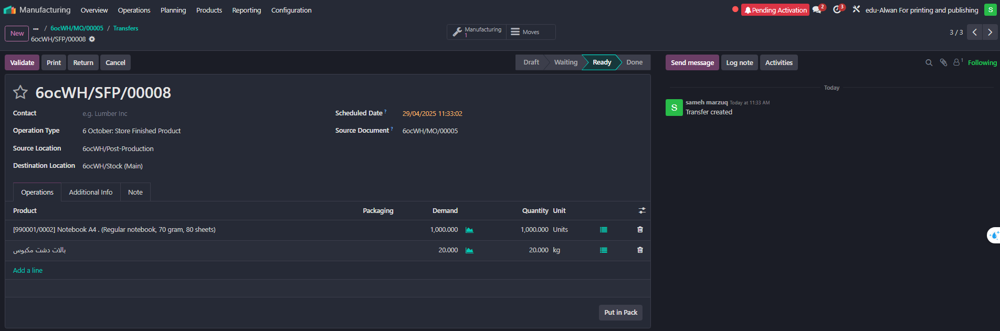 Manufacturing Overview Operations Planning Products Reporting Configuration
Pending Activation 2 3 edu-Alwan For printing and publishing S
New ... / 6ocWH/MO/00005 / Transfers
6ocWH/SFP/00008
Manufacturing 1
Moves
3 / 3
Validate Print Return Cancel
Draft Waiting Ready Done
Send message Log note Activities
1 Following
6ocWH/SFP/00008
Contact e.g. Lumber Inc
Scheduled Date ? 29/04/2025 11:33:02
Operation Type 6 October: Store Finished Product
Source Document ? 6ocWH/MO/00005
Source Location 6ocWH/Post-Production
Destination Location 6ocWH/Stock (Main)
Operations Additional Info Note
Product Packaging Demand Quantity Unit
[990001/0002] Notebook A4 . (Regular notebook, 70 gram, 80 sheets) 1,000.000 1,000.000 Units
بالات دشت مكبوس 20.000 20.000 kg
Add a line
Put in Pack
Today
S
sameh marzuq Today at 11:33 AM
Transfer created